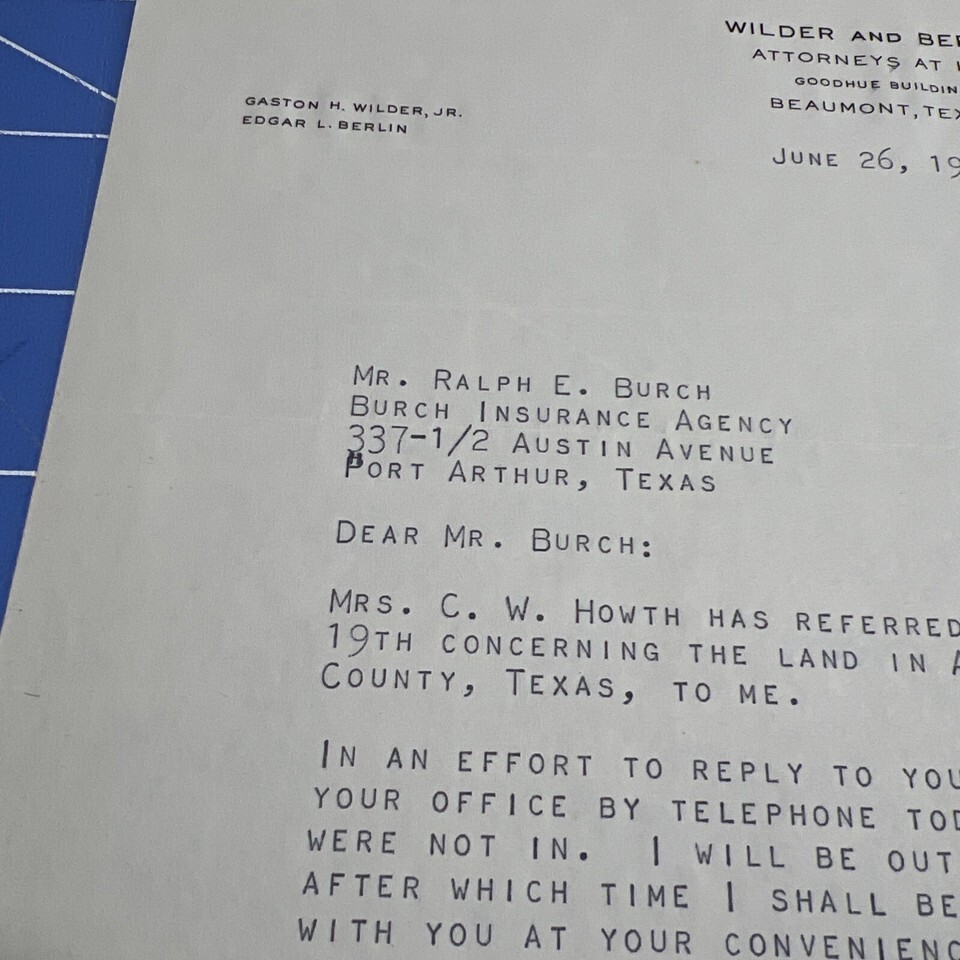 WILDER AND BER
ATTORNEYS AT
GOODHUE BUILDIN
BEAUMONT, TEX
GASTON H. WILDER, JR.
EDGAR L. BERLIN
JUNE 26, 19
MR. RALPH E. BURCH
BURCH INSURANCE AGENCY
337-1/2 AUSTIN AVENUE
PORT ARTHUR, TEXAS
DEAR MR. BURCH:
MRS. C. W. HOWTH HAS REFERRED
19TH CONCERNING THE LAND IN A
COUNTY, TEXAS, TO ME.
IN AN EFFORT TO REPLY TO YOU
YOUR OFFICE BY TELEPHONE TOD
WERE NOT IN. I WILL BE OUT
AFTER WHICH TIME I SHALL BE
WITH YOU AT YOUR CONVENIENC